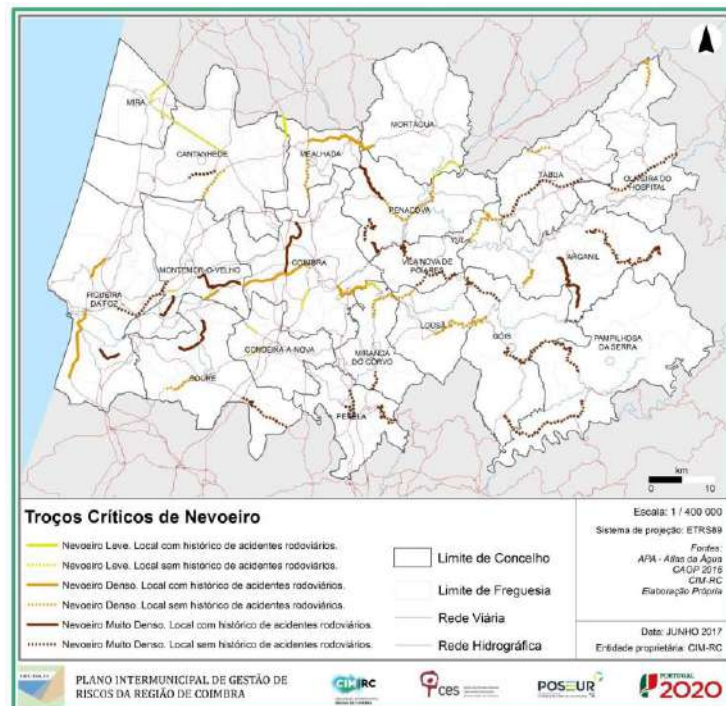 MIRA
CANTANHEDE
MEALHADA
MORTÁGUA
PENACOVA
TÁBUA
OLIVEIRA DO
HOSPITAL
MONTEMOR-O-VELHO
COIMBRA
VILA NOVA DE
POIARES
ARGANIL
FIGUEIRA
DA FOZ
CONDEIXA-A-NOVA
LOUSÃ
GÓIS
PAMPILHOSA
DA SERRA
SOURE
MIRANDA
DO CORVO
PENELA
km
0 10
Troços Críticos de Nevoeiro
Nevoeiro Leve. Local com histórico de acidentes rodoviários.
Nevoeiro Leve. Local sem histórico de acidentes rodoviários.
Nevoeiro Denso. Local com histórico de acidentes rodoviários.
Nevoeiro Denso. Local sem histórico de acidentes rodoviários.
Nevoeiro Muito Denso. Local com histórico de acidentes rodoviários.
Nevoeiro Muito Denso. Local sem histórico de acidentes rodoviários.
Limite de Concelho
Limite de Freguesia
Rede Viária
Rede Hidrográfica
Escala: 1 / 400 000
Sistema de projeção: ETRS89
Fontes:
APA - Atlas da Água
CAOP 2016
CIM-RC
Elaboração Própria
Data: JUNHO 2017
Entidade proprietária: CIM-RC
PLANO INTERMUNICIPAL DE GESTÃO DE
RISCOS DA REGIÃO DE COIMBRA
CIM RC
ces
POSEUR
PORTUGAL
2020